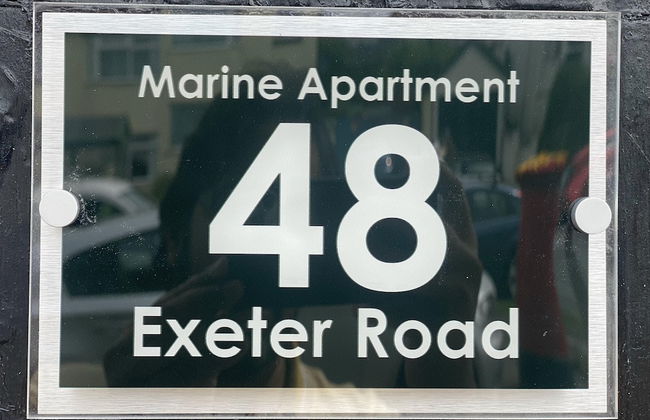 Marine Apartment
48
Exeter Road